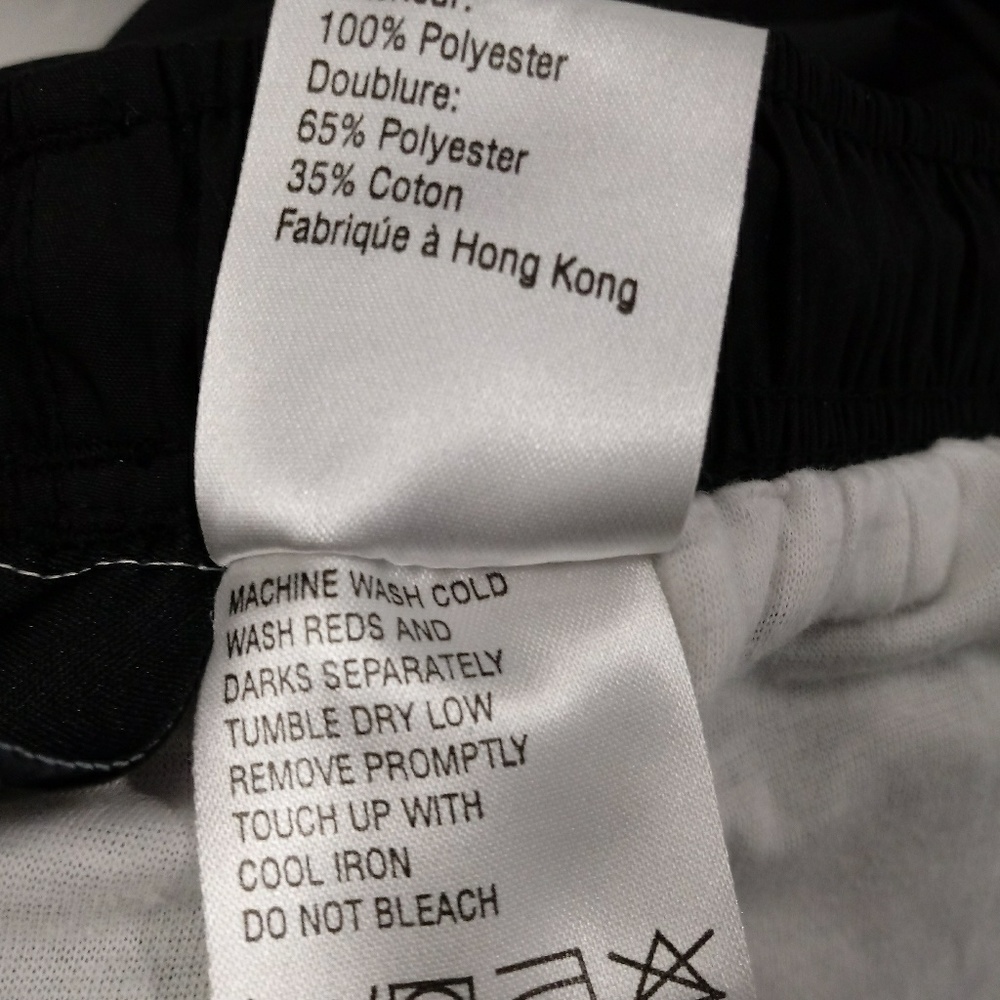 100% Polyester
Doublure:
65% Polyester
35% Coton
Fabriqúe à Hong Kong
MACHINE WASH COLD
WASH REDS AND
DARKS SEPARATELY
TUMBLE DRY LOW
REMOVE PROMPTLY
TOUCH UP WITH
COOL IRON
DO NOT BLEACH